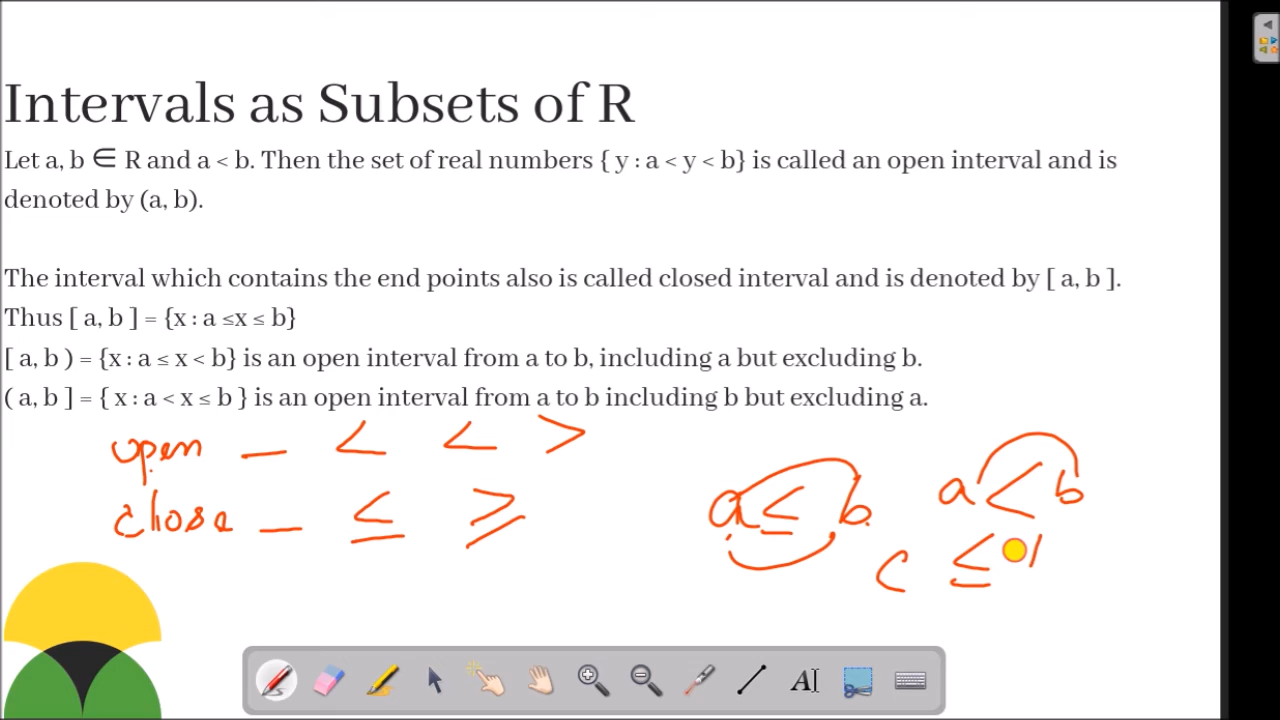 Intervals as Subsets of R
Let a, b ∈ R and a < b. Then the set of real numbers { y : a < y < b} is called an open interval and is
denoted by (a, b).
The interval which contains the end points also is called closed interval and is denoted by [ a, b ].
Thus [ a, b ] = {x : a ≤x ≤ b}
[ a, b ) = {x : a ≤ x < b} is an open interval from a to b, including a but excluding b.
( a, b ] = { x : a < x ≤ b } is an open interval from a to b including b but excluding a.
open – < < >
close – ≤ ≥
a ≤ b
a < b
c ≤